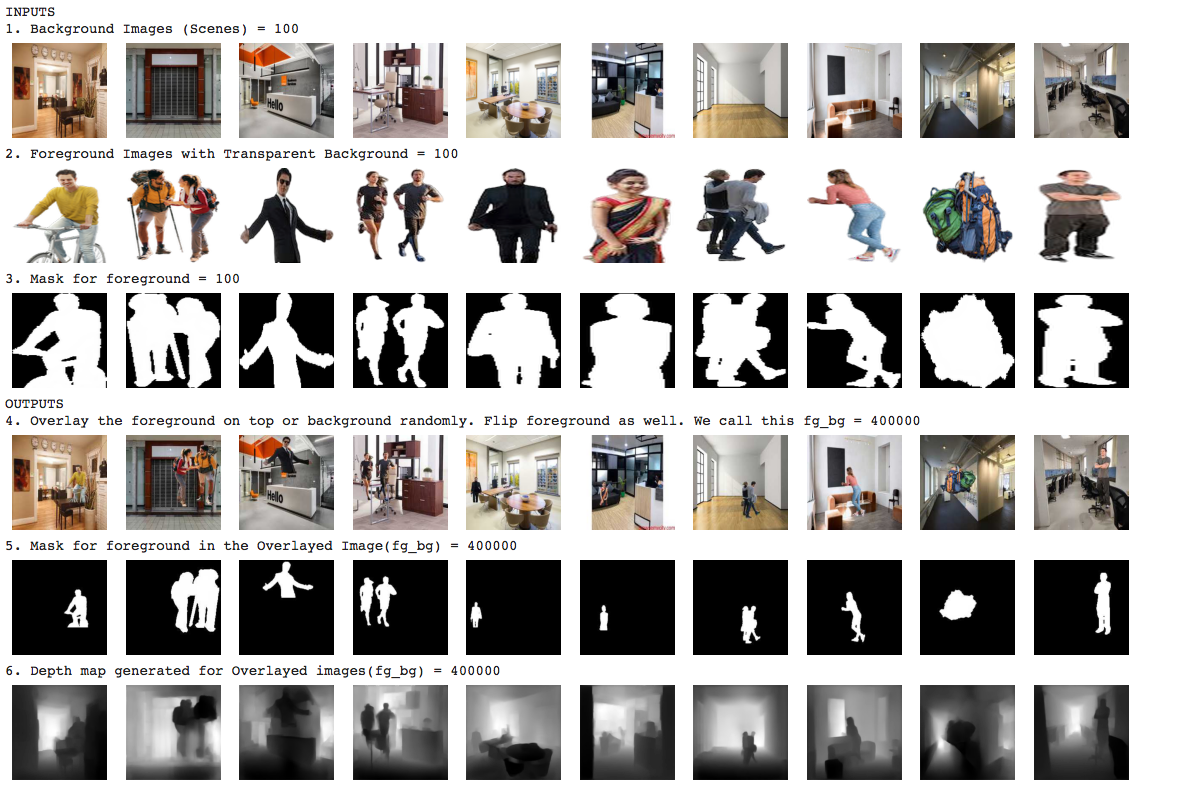 INPUTS
1. Background Images (Scenes) = 100
Hello
2. Foreground Images with Transparent Background = 100
3. Mask for foreground = 100
OUTPUTS
4. Overlay the foreground on top or background randomly. Flip foreground as well. We call this fg_bg = 400000
Hello
5. Mask for foreground in the Overlayed Image(fg_bg) = 400000
6. Depth map generated for Overlayed images(fg_bg) = 400000